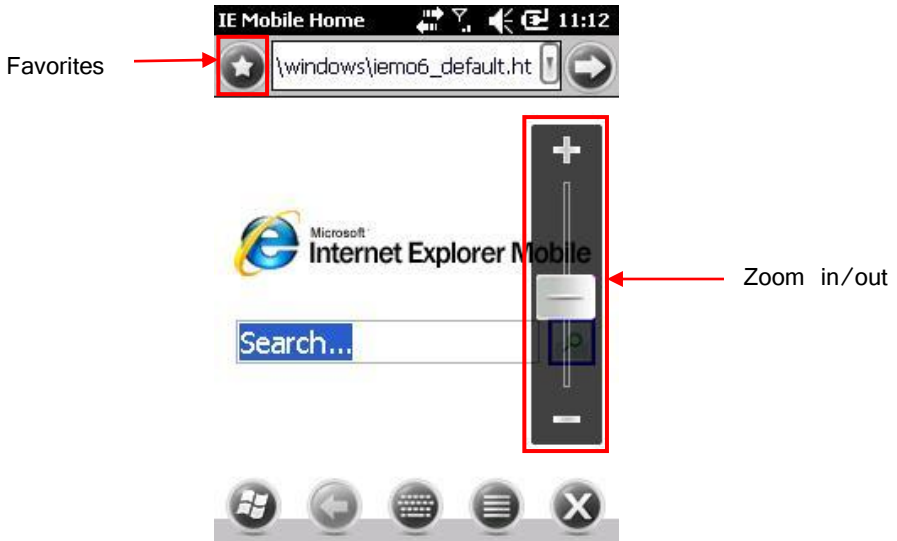 IE Mobile Home 11:12
Favorites
\windows\iemo6_default.ht
Microsoft
Internet Explorer Mobile
Zoom in/out
Search...